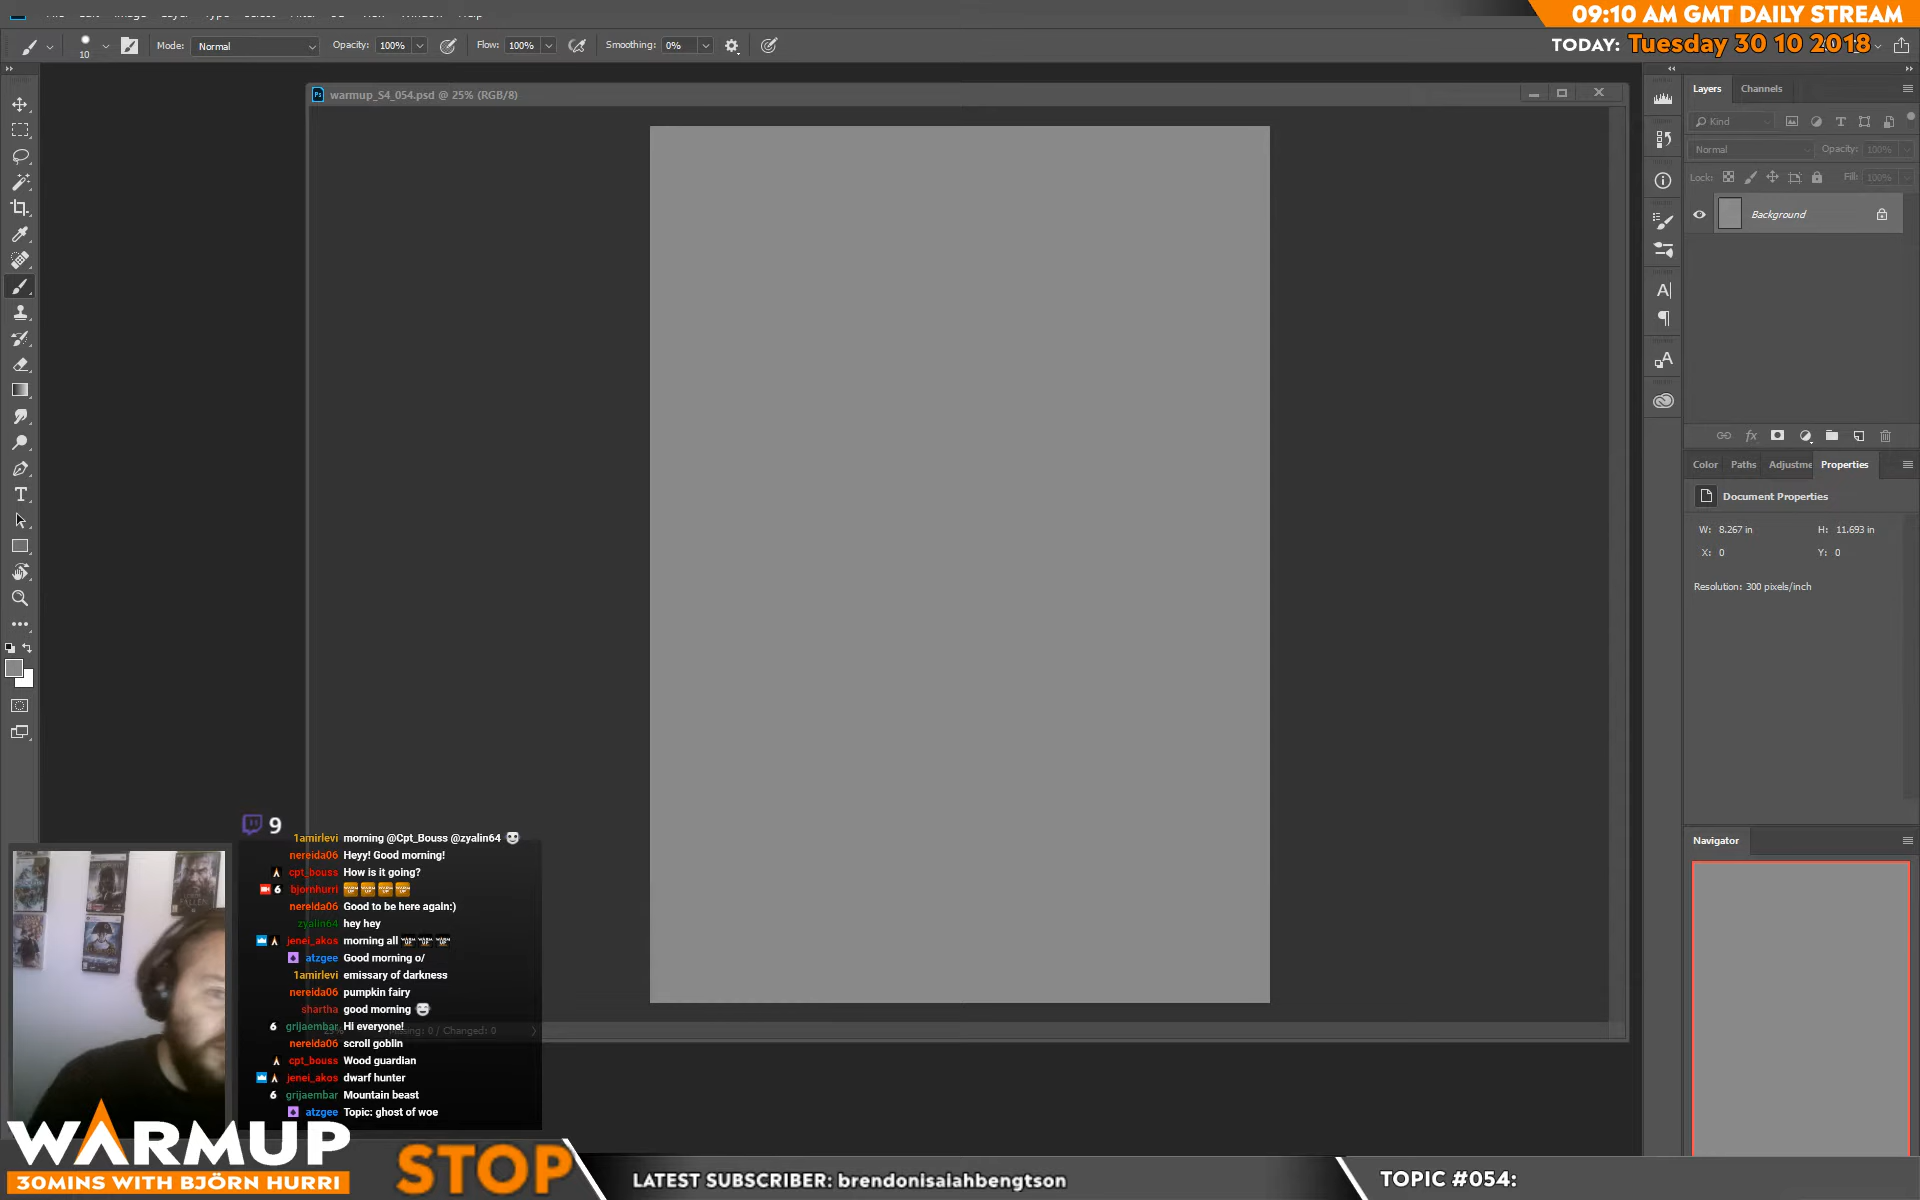 09:10 AM GMT DAILY STREAM
TODAY: Tuesday 30 10 2018
10
Mode: Normal
Opacity: 100%
Flow: 100%
Smoothing: 0%
warmup_S4_054.psd @ 25% (RGB/8)
Layers Channels
Kind
Normal
Opacity: 100%
Lock:
Fill: 100%
Background
Color Paths Adjustme Properties
Document Properties
W: 8.267 in H: 11.693 in
X: 0 Y: 0
Resolution: 300 pixels/inch
Navigator
9
1amirlevi morning @Cpt_Bouss @zyalin64
nereida06 Heyy! Good morning!
cpt_bouss How is it going?
6 bjornhurri
nereida06 Good to be here again:)
zyalin64 hey hey
jenei_akos morning all
atzgee Good morning o/
1amirlevi emissary of darkness
nereida06 pumpkin fairy
shartha good morning
6 grijaembar Hi everyone!
nereida06 scroll goblin
cpt_bouss Wood guardian
jenei_akos dwarf hunter
6 grijaembar Mountain beast
atzgee Topic: ghost of woe
0 / Changed: 0
WARMUP
30MINS WITH BJÖRN HURRI
STOP
LATEST SUBSCRIBER: brendonisaiahbengtson
TOPIC #054: